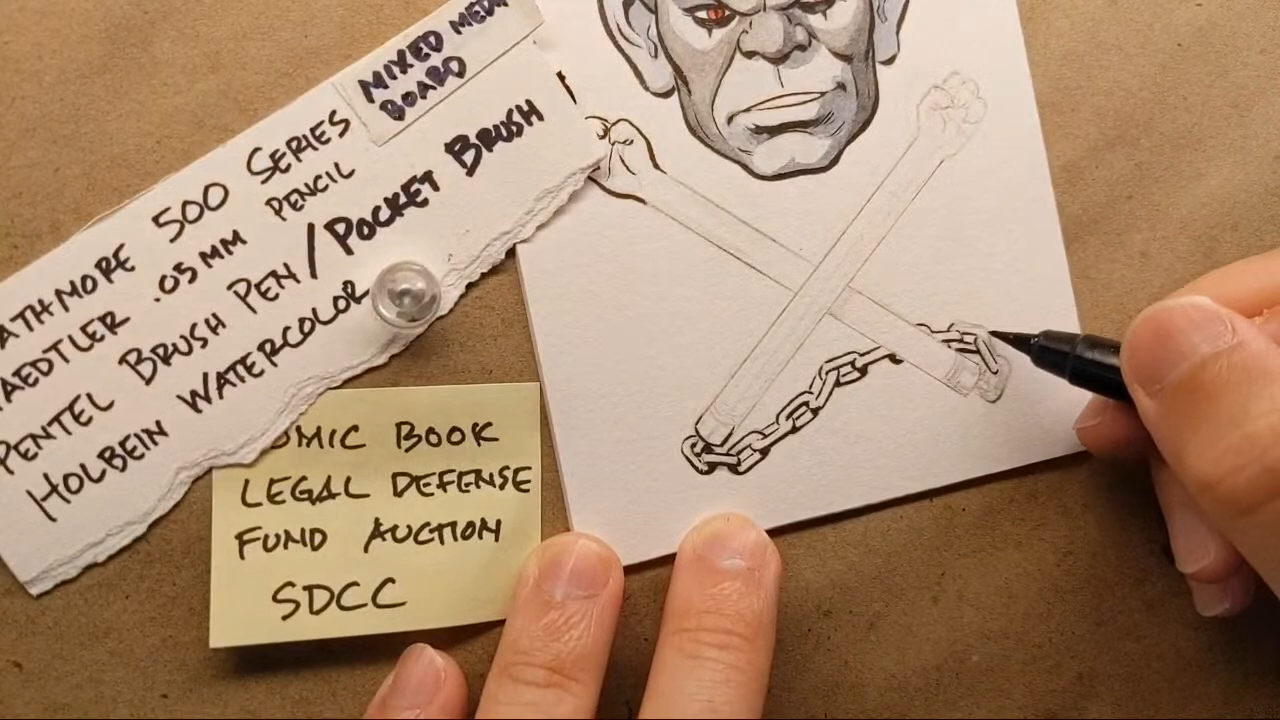 ATHMORE 500 SERIES
MIXED MEDIA
BOARD
AEDTLER .05MM PENCIL
PENTEL BRUSH PEN/POCKET BRUSH
HOLBEIN WATERCOLOR
OMIC BOOK
LEGAL DEFENSE
FUND AUCTION
SDCC